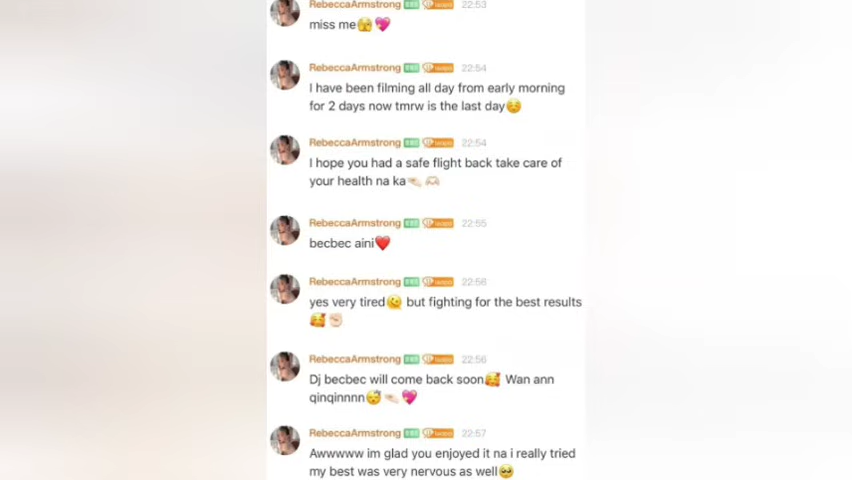 RebeccaArmstrong 22:53
miss me🫣💖
RebeccaArmstrong 22:54
I have been filming all day from early morning
for 2 days now tmrw is the last day☺️
RebeccaArmstrong 22:54
I hope you had a safe flight back take care of
your health na ka🤏🏻🫶🏻
RebeccaArmstrong 22:55
becbec aini❤️
RebeccaArmstrong 22:56
yes very tired🫠 but fighting for the best results
🥰✊🏻
RebeccaArmstrong 22:56
Dj becbec will come back soon🥰 Wan ann
qinqinnnn😴🤏🏻💖
RebeccaArmstrong 22:57
Awwwww im glad you enjoyed it na i really tried
my best was very nervous as well🥹